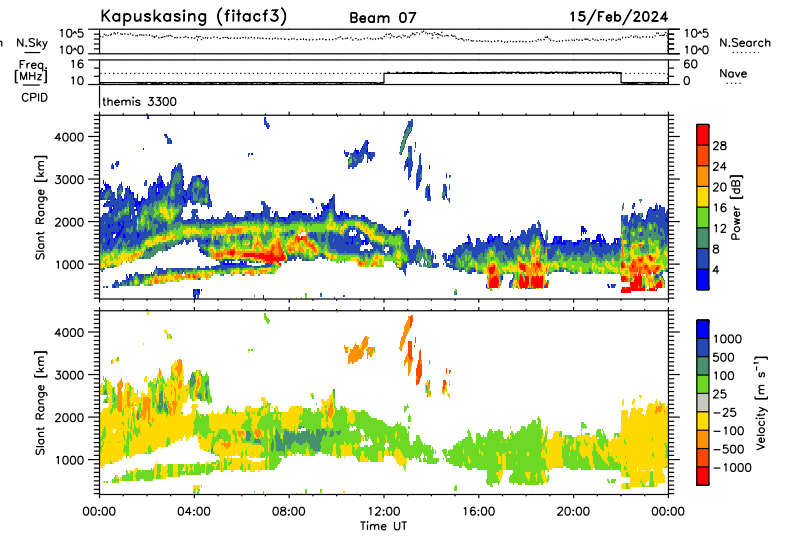 Kapuskasing (fitacf3) Beam 07 15/Feb/2024
n N.Sky 10^5 10^5 N.Search
10^0 10^0
Freq. 16 60 Nave
[MHz] 10 0
CPID themis 3300
4000
3000
2000
1000
Slant Range [km]
28
24
20
16
12
8
4
Power [dB]
4000
3000
2000
1000
Slant Range [km]
1000
500
100
25
−25
−100
−500
−1000
Velocity [m s⁻¹]
00:00 04:00 08:00 12:00 16:00 20:00 00:00
Time UT